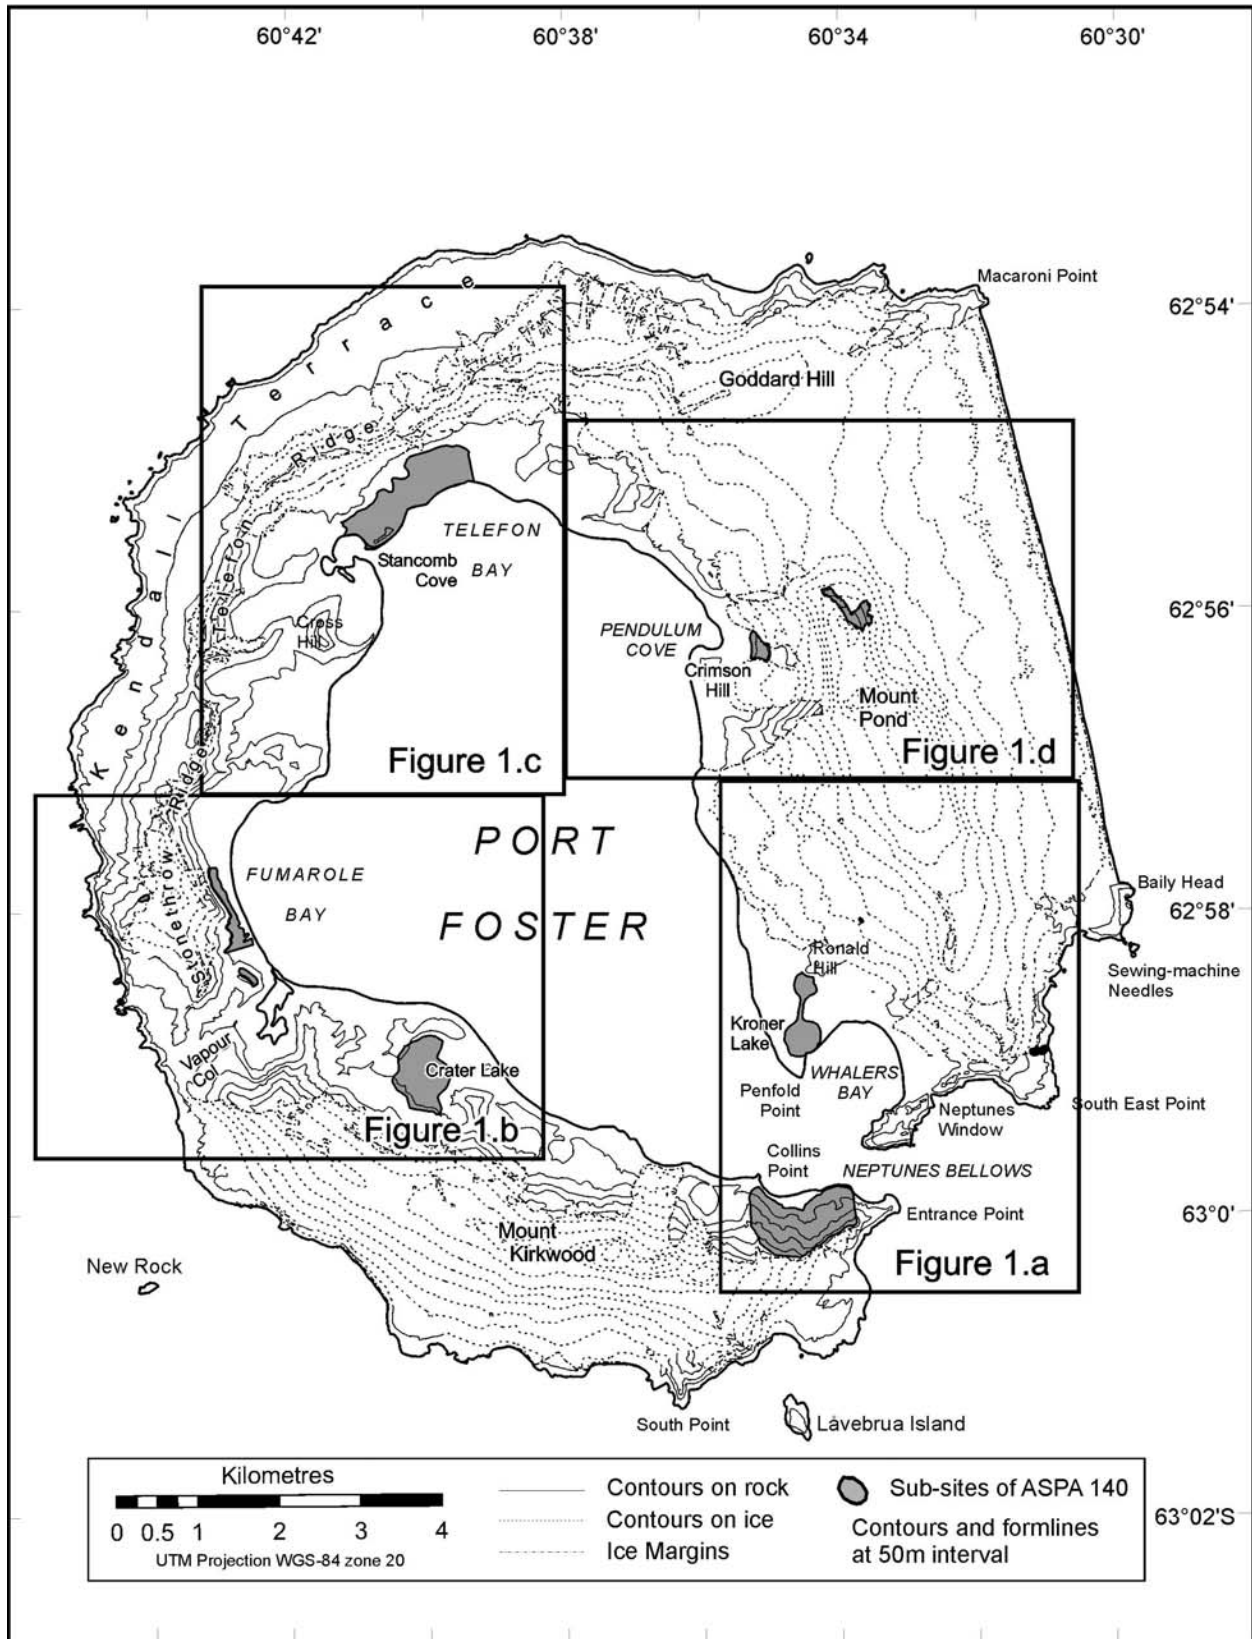 60°42'
60°38'
60°34
60°30'
Macaroni Point
62°54'
Goddard Hill
Kendall Terrace
Telefon Ridge
TELEFON
BAY
Stancomb
Cove
62°56'
Cross
Hill
PENDULUM
COVE
Crimson
Hill
Mount
Pond
Figure 1.c
Figure 1.d
Stonethrow Ridge
PORT
FOSTER
FUMAROLE
BAY
Baily Head
62°58'
Ronald
Hill
Sewing-machine
Needles
Kroner
Lake
Vapour
Col
Crater Lake
WHALERS
BAY
Penfold
Point
Neptunes
Window
South East Point
Figure 1.b
Collins
Point
NEPTUNES BELLOWS
Entrance Point
63°0'
Mount
Kirkwood
New Rock
Figure 1.a
South Point
Låvebrua Island
Kilometres
0 0.5 1 2 3 4
UTM Projection WGS-84 zone 20
Contours on rock
Contours on ice
Ice Margins
Sub-sites of ASPA 140
Contours and formlines
at 50m interval
63°02'S